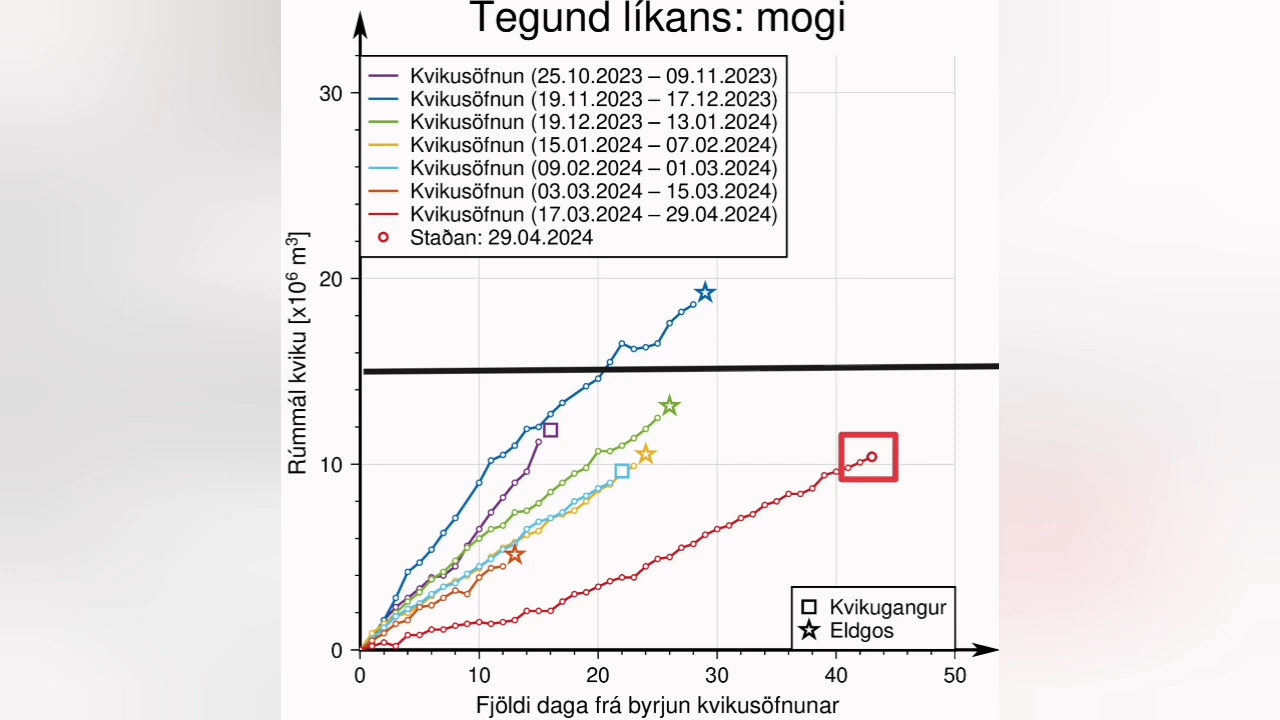 Tegund líkans: mogi
Kvikusöfnun (25.10.2023 – 09.11.2023)
Kvikusöfnun (19.11.2023 – 17.12.2023)
Kvikusöfnun (19.12.2023 – 13.01.2024)
Kvikusöfnun (15.01.2024 – 07.02.2024)
Kvikusöfnun (09.02.2024 – 01.03.2024)
Kvikusöfnun (03.03.2024 – 15.03.2024)
Kvikusöfnun (17.03.2024 – 29.04.2024)
Staðan: 29.04.2024
Rúmmál kviku [x10⁶ m³]
30
20
10
0
Kvikugangur
Eldgos
0 10 20 30 40 50
Fjöldi daga frá byrjun kvikusöfnunar